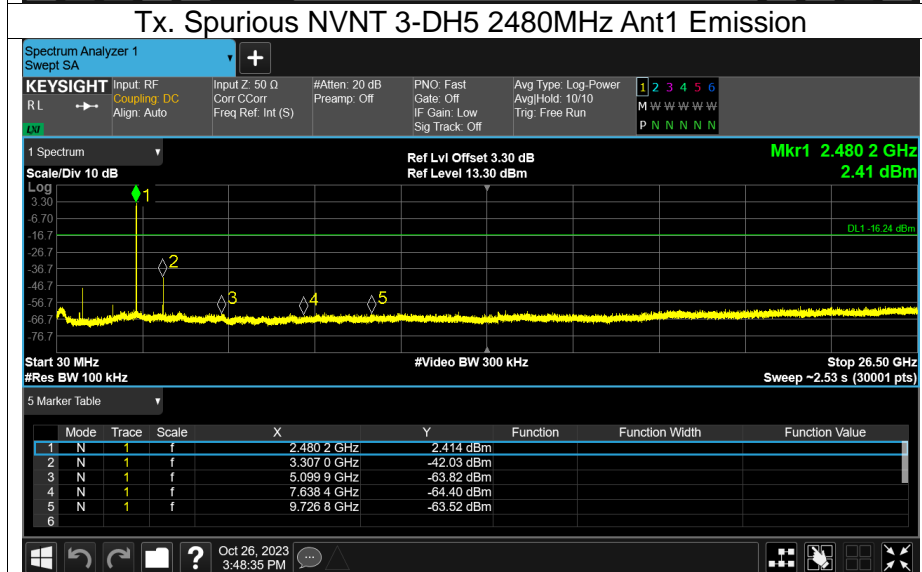 Tx. Spurious NVNT 3-DH5 2480MHz Ant1 Emission
Spectrum Analyzer 1
Swept SA
+
KEYSIGHT
RL
LXI
Input: RF
Coupling: DC
Align: Auto
Input Z: 50 Ω
Corr CCorr
Freq Ref: Int (S)
#Atten: 20 dB
Preamp: Off
PNO: Fast
Gate: Off
IF Gain: Low
Sig Track: Off
Avg Type: Log-Power
Avg|Hold: 10/10
Trig: Free Run
1 2 3 4 5 6
M W W W W W
P N N N N N
1 Spectrum
Scale/Div 10 dB
Ref Lvl Offset 3.30 dB
Ref Level 13.30 dBm
Mkr1 2.480 2 GHz
2.41 dBm
Log
3.30
-6.70
-16.7
-26.7
-36.7
-46.7
-56.7
-66.7
-76.7
1
2
3
4
5
DL1 -16.24 dBm
Start 30 MHz
#Res BW 100 kHz
#Video BW 300 kHz
Stop 26.50 GHz
Sweep ~2.53 s (30001 pts)
5 Marker Table
Mode Trace Scale X Y Function Function Width Function Value
1 N 1 f 2.480 2 GHz 2.414 dBm
2 N 1 f 3.307 0 GHz -42.03 dBm
3 N 1 f 5.099 9 GHz -63.82 dBm
4 N 1 f 7.638 4 GHz -64.40 dBm
5 N 1 f 9.726 8 GHz -63.52 dBm
6
?
Oct 26, 2023
3:48:35 PM